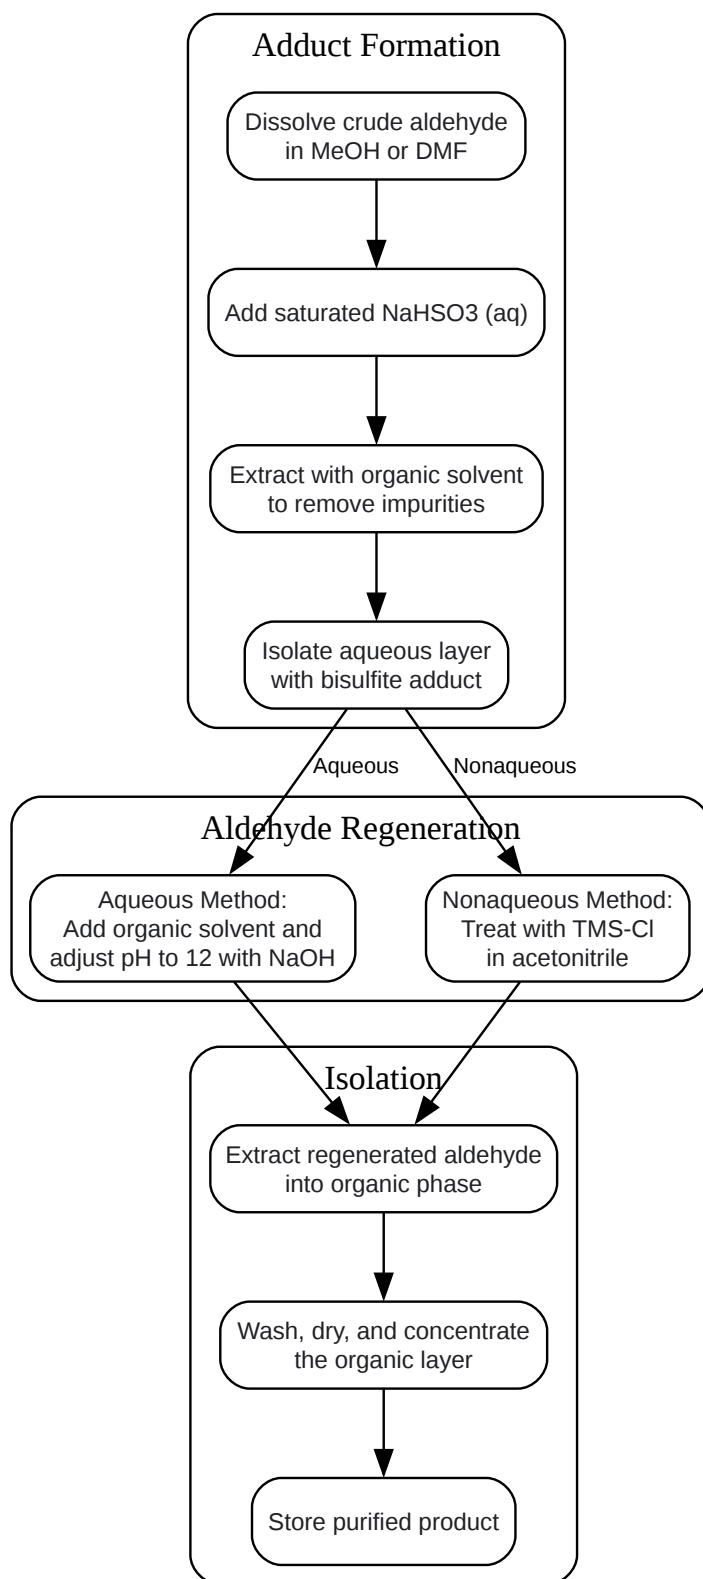 Adduct Formation
Dissolve crude aldehyde
in MeOH or DMF
Add saturated NaHSO3 (aq)
Extract with organic solvent
to remove impurities
Isolate aqueous layer
with bisulfite adduct
Aqueous
Nonaqueous
Aldehyde Regeneration
Aqueous Method:
Add organic solvent and
adjust pH to 12 with NaOH
Nonaqueous Method:
Treat with TMS-Cl
in acetonitrile
Isolation
Extract regenerated aldehyde
into organic phase
Wash, dry, and concentrate
the organic layer
Store purified product